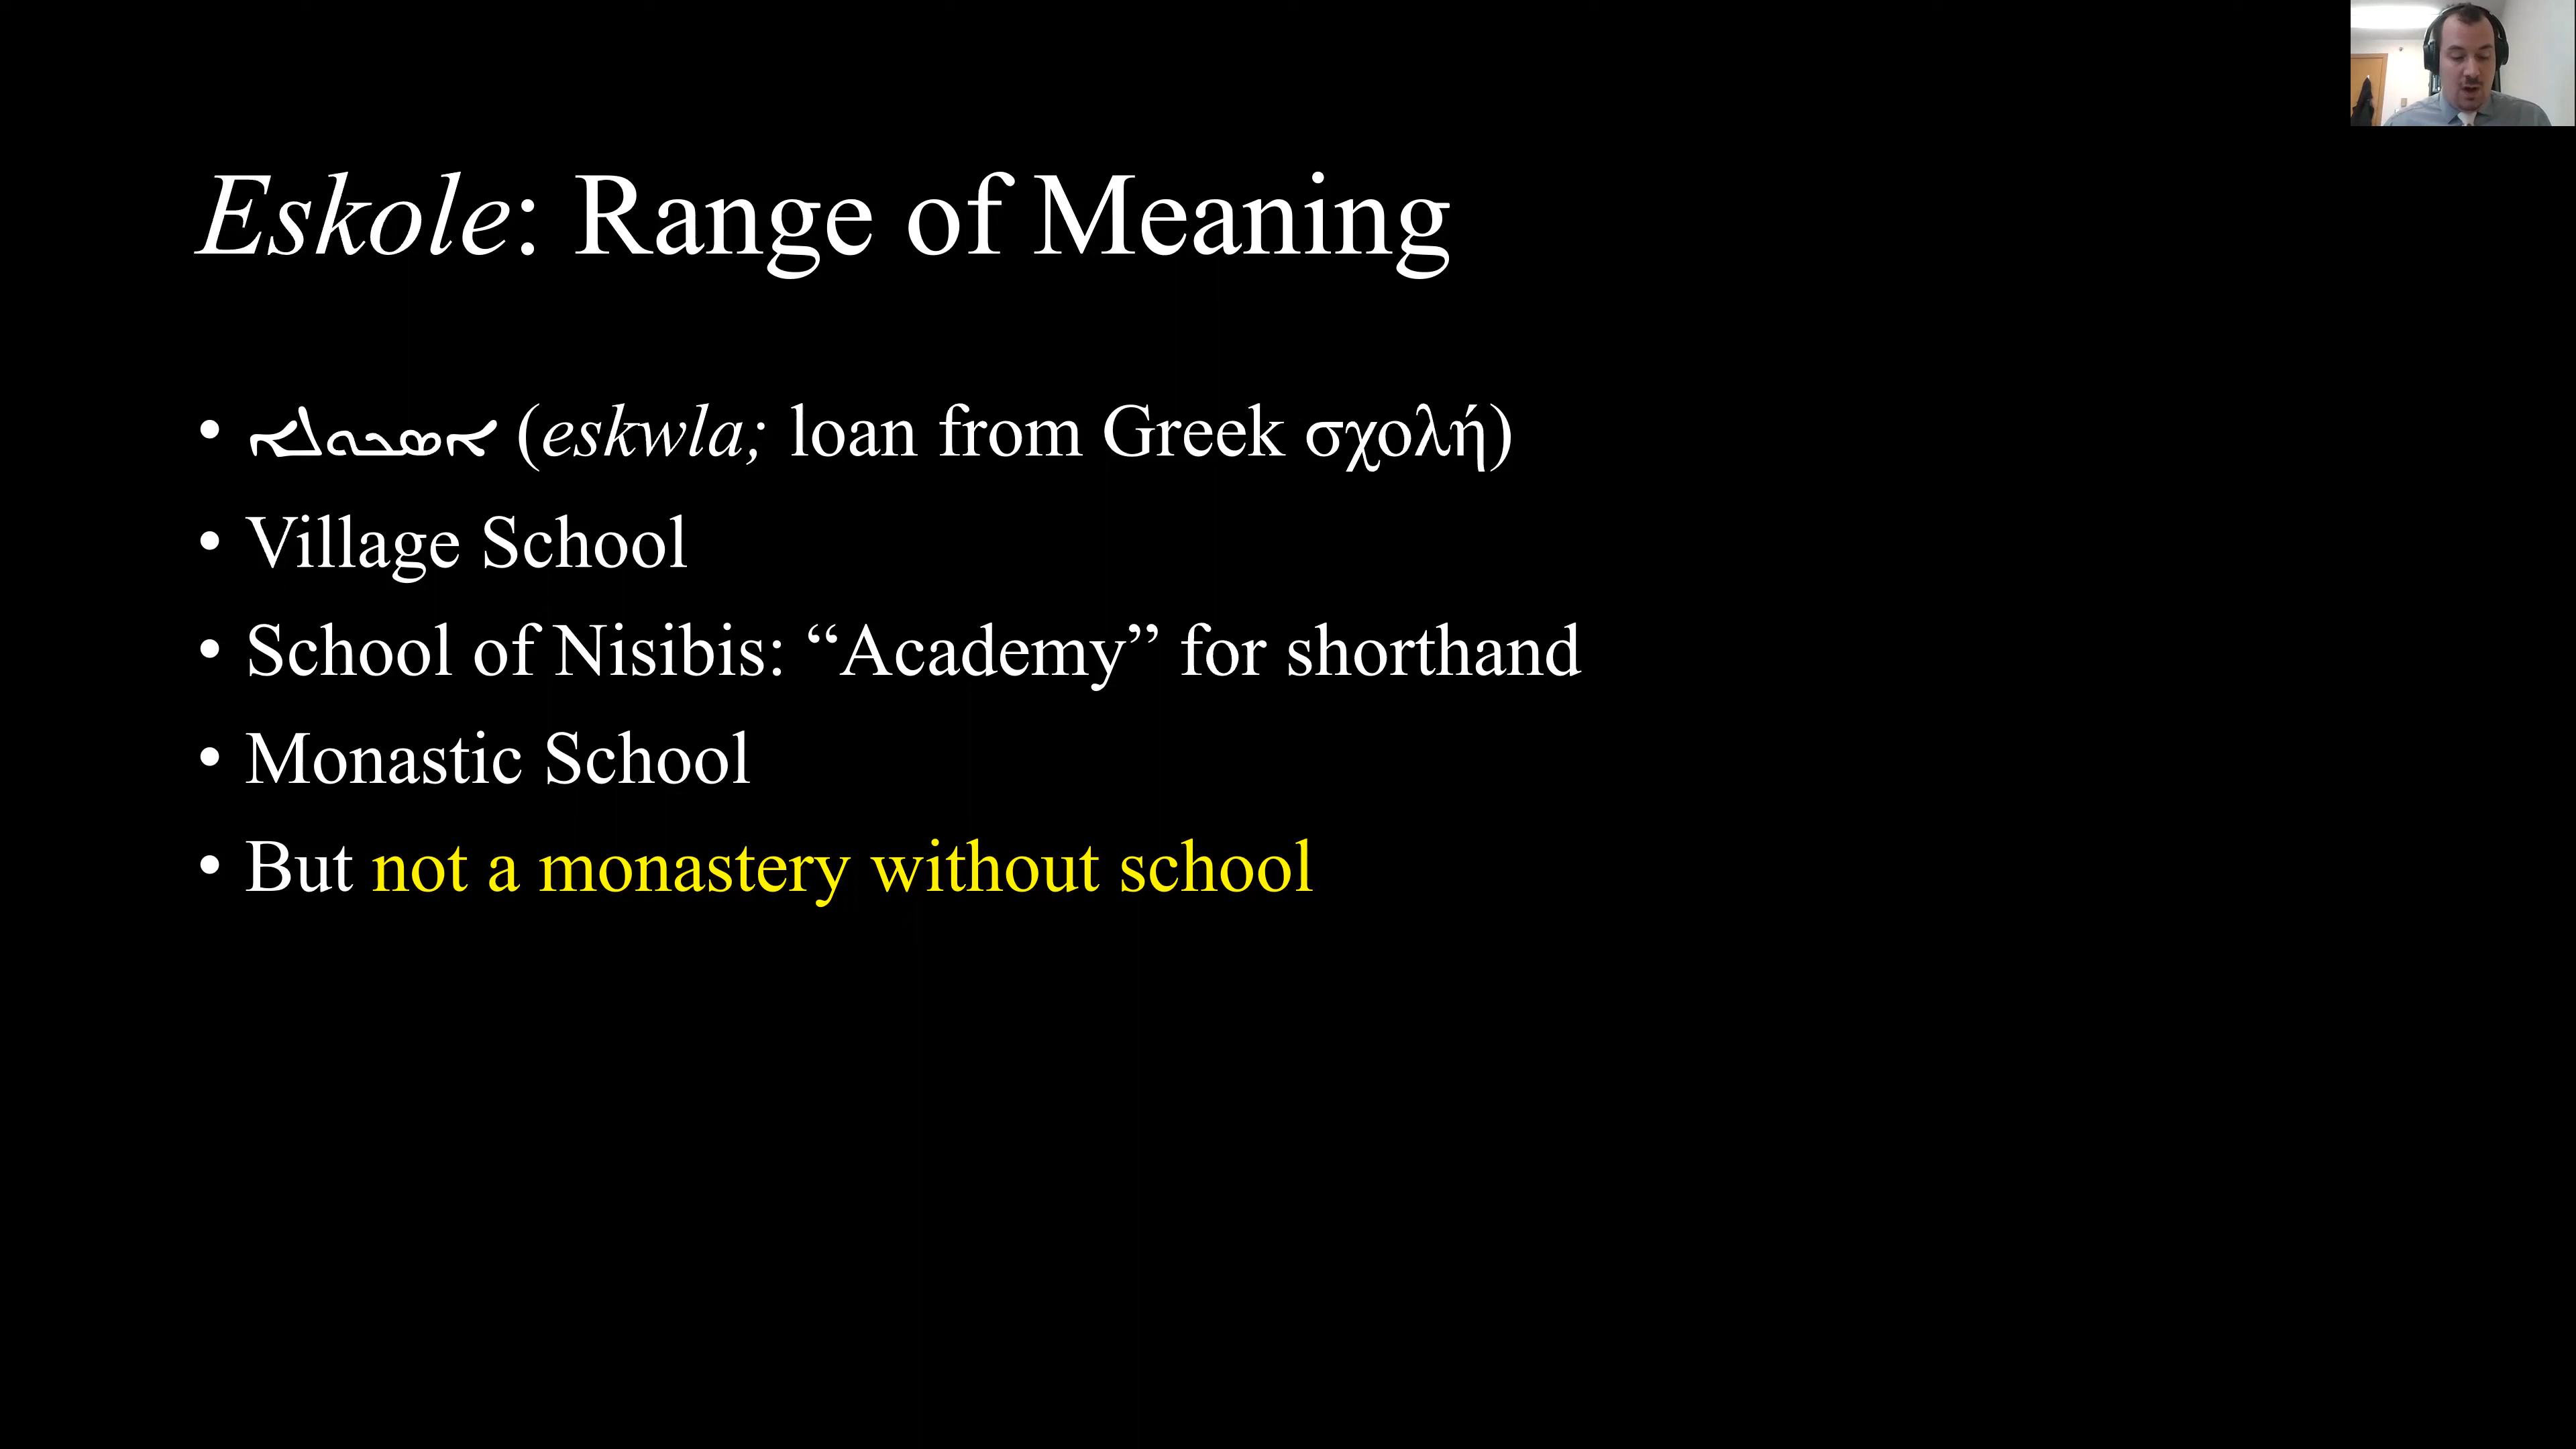 Eskole: Range of Meaning
• ܐܣܟܘܠܐ (eskwla; loan from Greek σχολή)
• Village School
• School of Nisibis: “Academy” for shorthand
• Monastic School
• But not a monastery without school